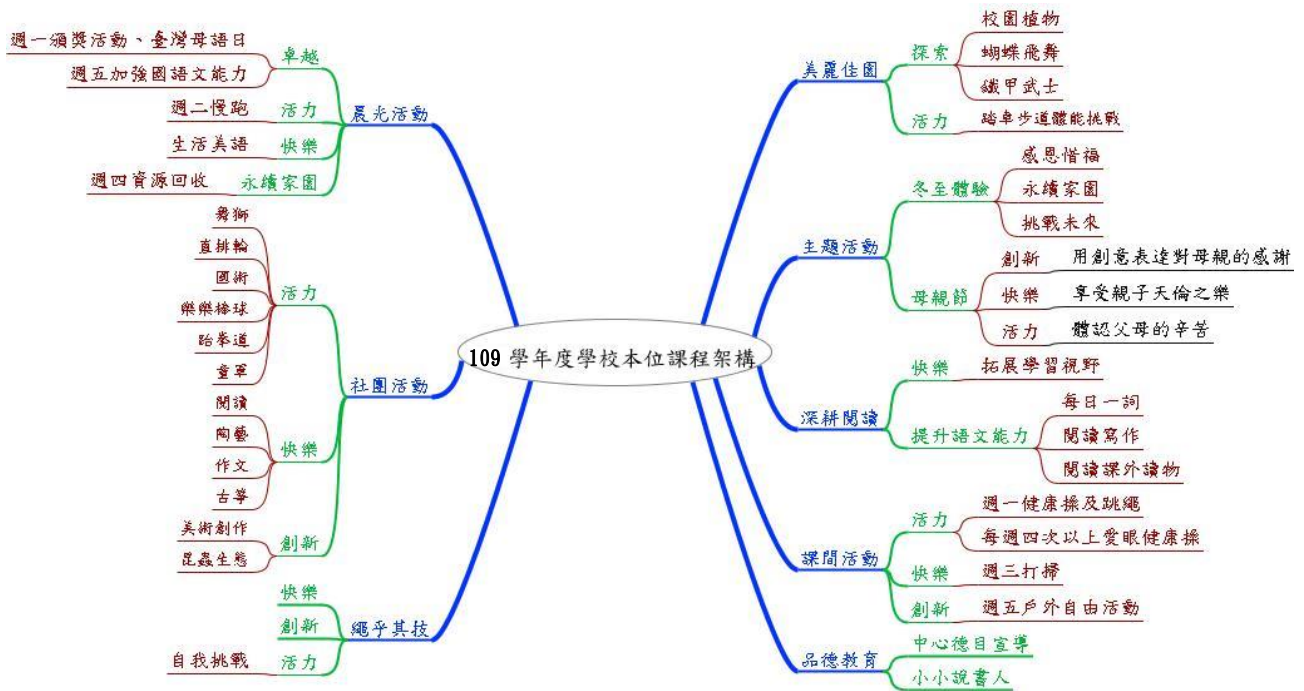 109 學年度學校本位課程架構
晨光活動
卓越
週一頒獎活動、臺灣母語日
週五加強國語文能力
活力
週二慢跑
快樂
生活美語
永續家園
週四資源回收
社團活動
活力
舞獅
直排輪
國術
樂樂棒球
跆拳道
童軍
快樂
閱讀
陶藝
作文
古箏
創新
美術創作
昆蟲生態
繩乎其技
快樂
創新
活力
自我挑戰
美麗佳園
探索
校園植物
蝴蝶飛舞
鐵甲武士
活力
踏卓步道體能挑戰
主題活動
冬至體驗
感恩惜福
永續家園
挑戰未來
母親節
創新
用創意表達對母親的感謝
快樂
享受親子天倫之樂
活力
體認父母的辛苦
深耕閱讀
快樂
拓展學習視野
提升語文能力
每日一詞
閱讀寫作
閱讀課外讀物
課間活動
活力
週一健康操及跳繩
每週四次以上愛眼健康操
快樂
週三打掃
創新
週五戶外自由活動
品德教育
中心德目宣導
小小說書人